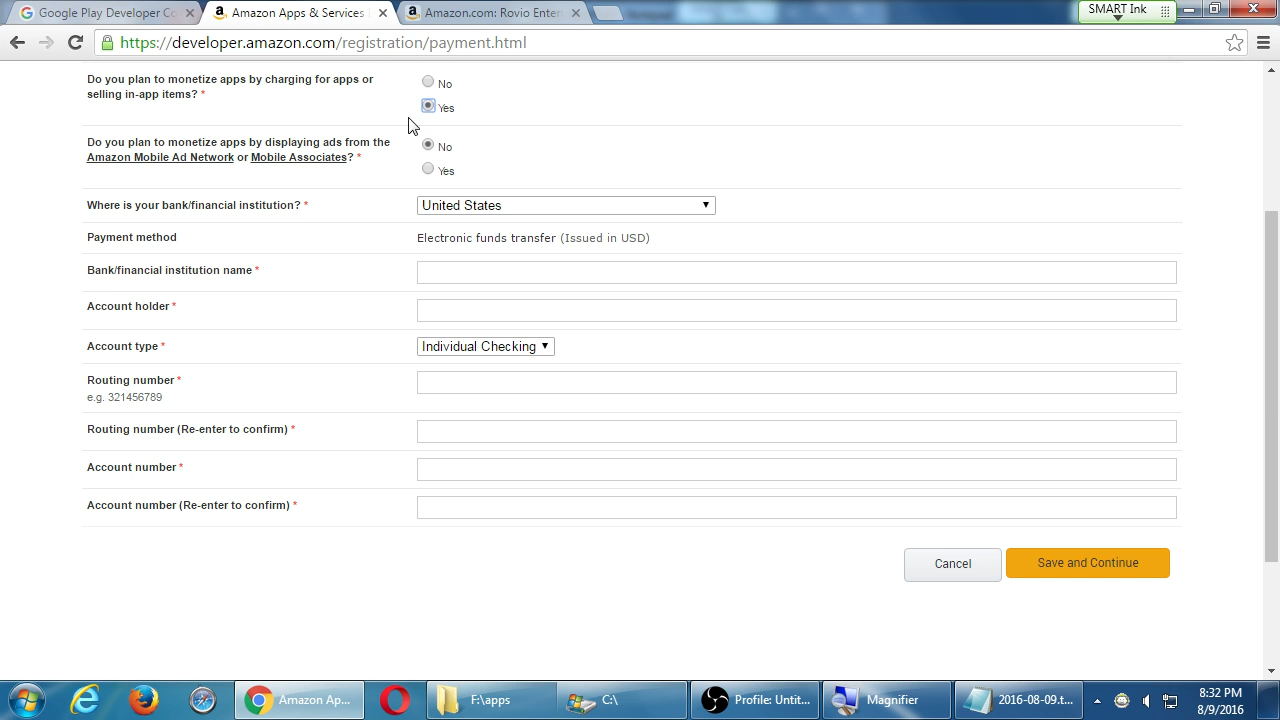 Google Play Developer Co
Amazon Apps & Services
Amazon.com: Rovio Enter
SMART Ink
https://developer.amazon.com/registration/payment.html
Do you plan to monetize apps by charging for apps or
selling in-app items? *
No
Yes
Do you plan to monetize apps by displaying ads from the
Amazon Mobile Ad Network or Mobile Associates? *
No
Yes
Where is your bank/financial institution? *
United States
Payment method
Electronic funds transfer (Issued in USD)
Bank/financial institution name *
Account holder *
Account type *
Individual Checking
Routing number *
e.g. 321456789
Routing number (Re-enter to confirm) *
Account number *
Account number (Re-enter to confirm) *
Cancel
Save and Continue
Amazon Ap...
F:\apps
C:\
Profile: Untit...
Magnifier
2016-08-09.t...
8:32 PM
8/9/2016